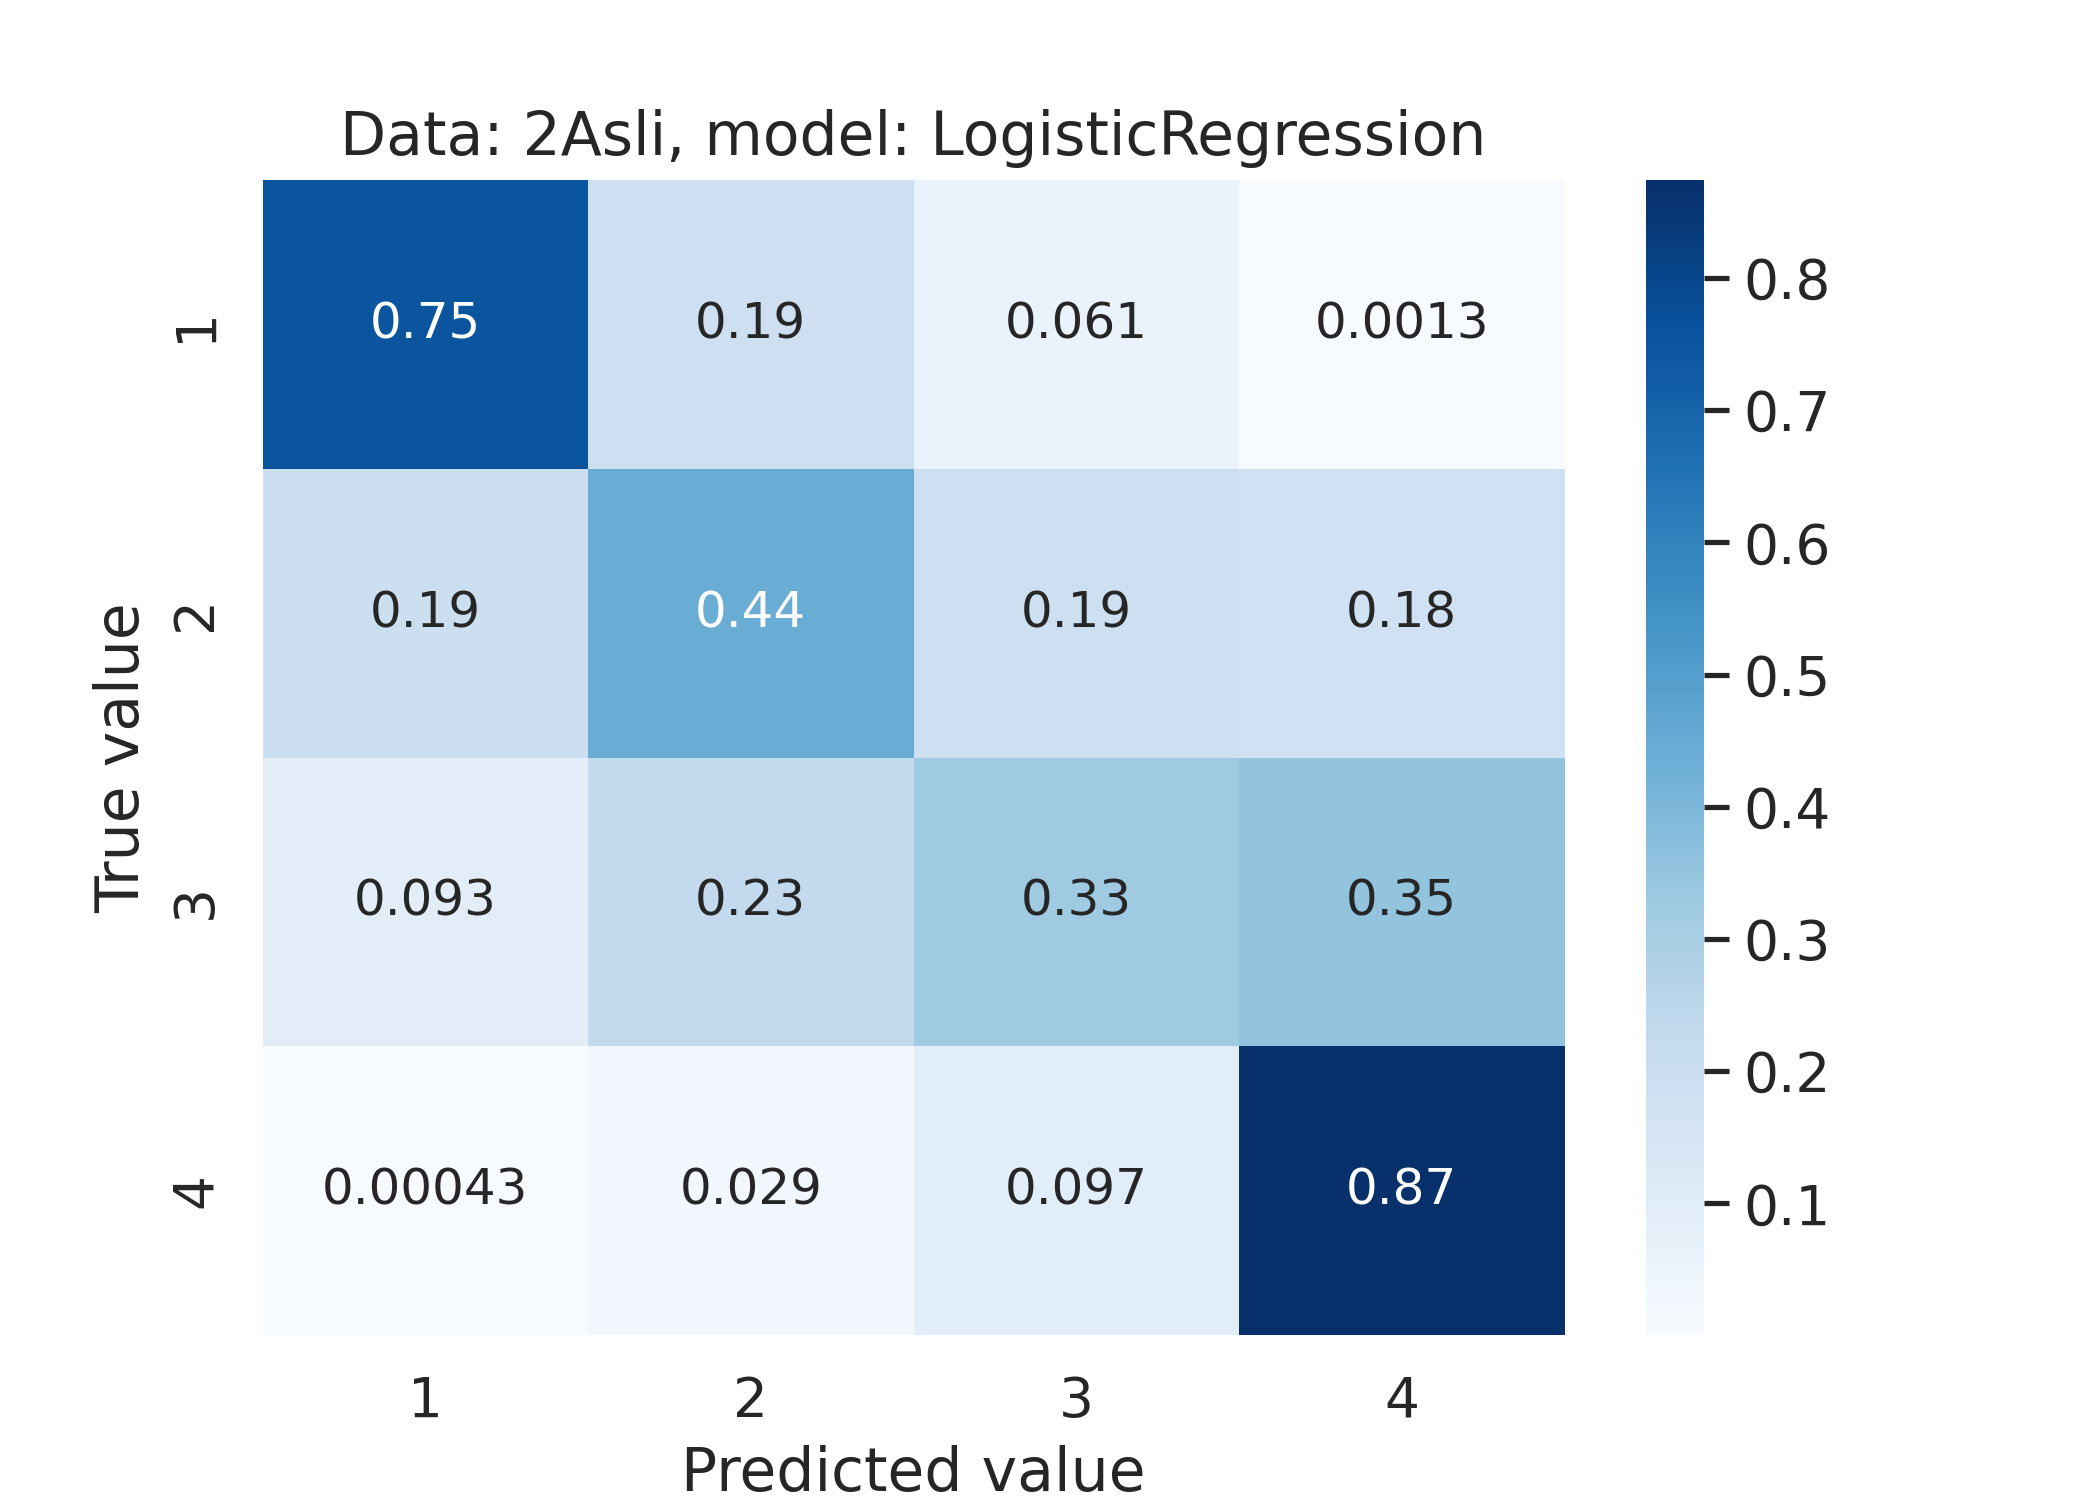 Data: 2Asli, model: LogisticRegression
1 0.75 0.19 0.061 0.0013
2 0.19 0.44 0.19 0.18
3 0.093 0.23 0.33 0.35
4 0.00043 0.029 0.097 0.87
1 2 3 4
Predicted value
True value
0.8
0.7
0.6
0.5
0.4
0.3
0.2
0.1